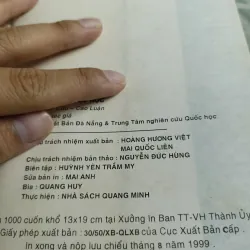 Luận
giữ
Xuất Bản Đà Nẵng & Trung Tâm nghiên cứu Quốc học
Chịu trách nhiệm xuất bản : HOÀNG HƯƠNG VIỆT
MAI QUỐC LIÊN
Chịu trách nhiệm bản thảo : NGUYỄN ĐỨC HÙNG
Biên tập : HUỲNH YÊN TRẦM MY
Sửa bản in : MAI ANH
Bìa : QUANG HUY
Thực hiện : NHÀ SÁCH QUANG MINH
1000 cuốn khổ 13x19 cm tại Xưởng in Ban TT-VH Thành Ủy
Giấy phép xuất bản : 30/50/XB-QLXB của Cục Xuất Bản cấp
In xong và nộp lưu chiểu tháng 8 năm 1999